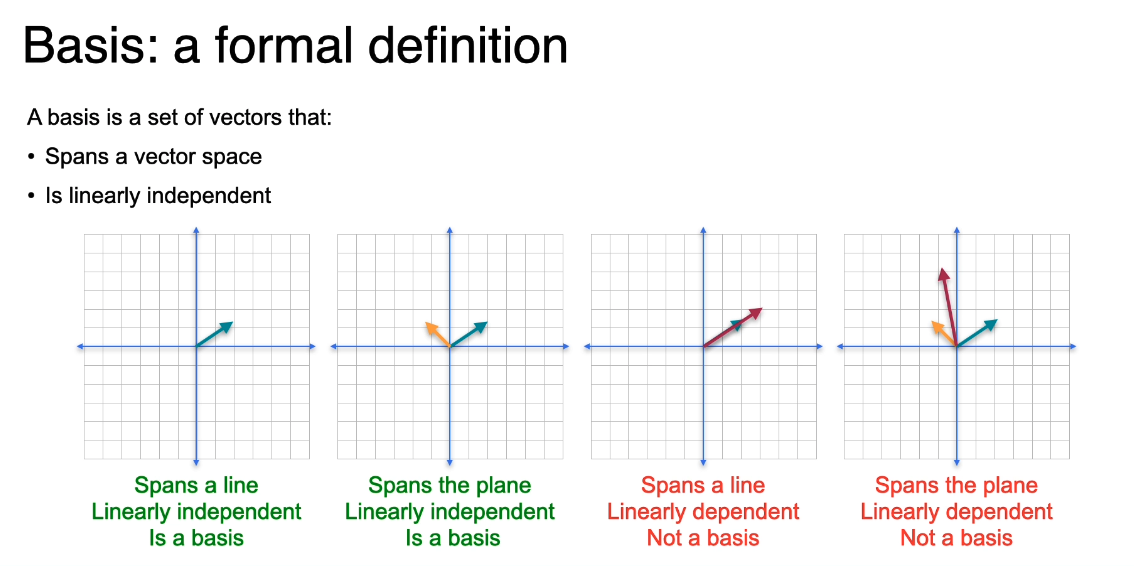 Basis: a formal definition
A basis is a set of vectors that:
• Spans a vector space
• Is linearly independent
Spans a line
Linearly independent
Is a basis
Spans the plane
Linearly independent
Is a basis
Spans a line
Linearly dependent
Not a basis
Spans the plane
Linearly dependent
Not a basis